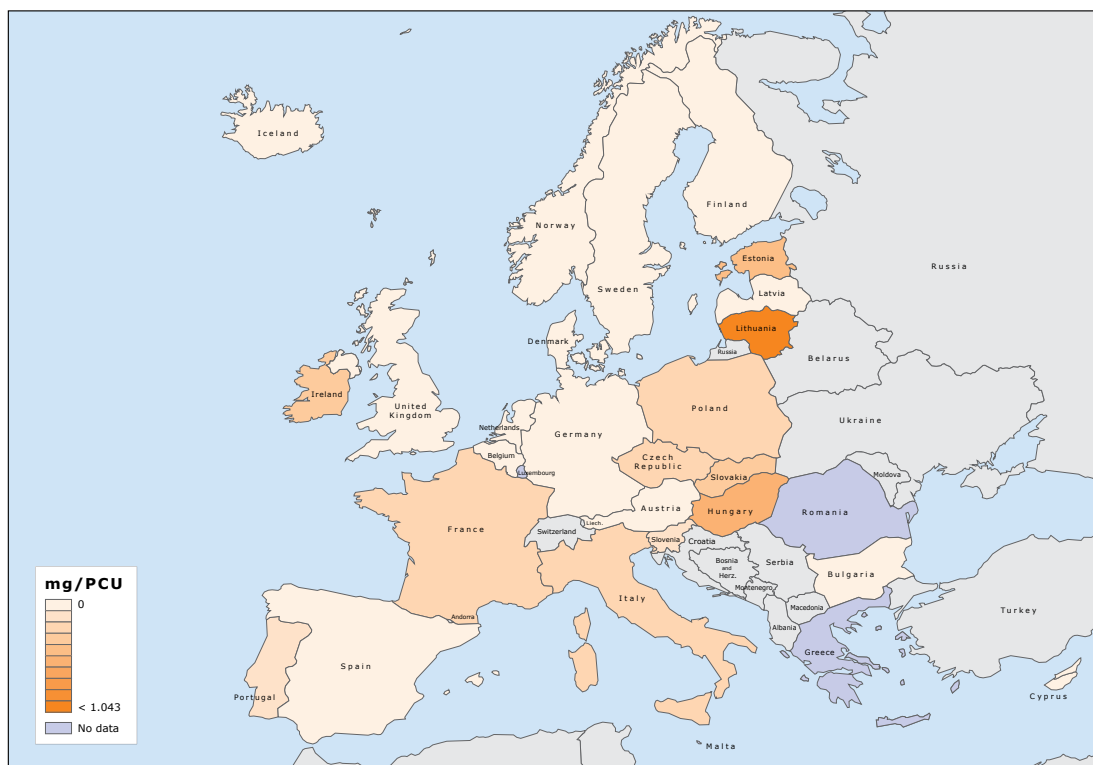 Iceland
Finland
Norway
Sweden
Estonia
Russia
Latvia
Lithuania
Denmark
Russia
Belarus
Ireland
United
Kingdom
Poland
Ukraine
Netherlands
Germany
Belgium
Czech
Republic
Luxembourg
Slovakia
Moldova
Austria
Hungary
Romania
France
Liech.
Switzerland
Slovenia
Croatia
Bosnia
and
Herz.
Serbia
Bulgaria
Montenegro
Italy
Macedonia
Andorra
Albania
Turkey
Greece
Spain
Portugal
Cyprus
Malta
mg/PCU
0
< 1.043
No data